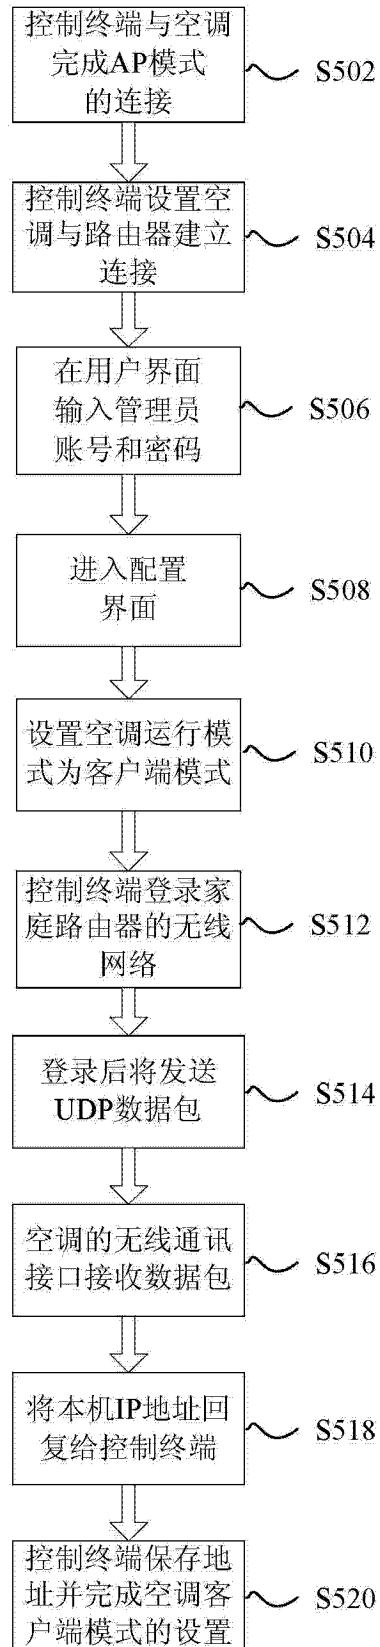 控制终端与空调
完成AP模式
的连接
S502
控制终端设置空
调与路由器建立
连接
S504
在用户界面
输入管理员
账号和密码
S506
进入配置
界面
S508
设置空调运行模
式为客户端模式
S510
控制终端登录家
庭路由器的无线
网络
S512
登录后将发送
UDP数据包
S514
空调的无线通讯
接口接收数据包
S516
将本机IP地址回
复给控制终端
S518
控制终端保存地
址并完成空调客
户端模式的设置
S520